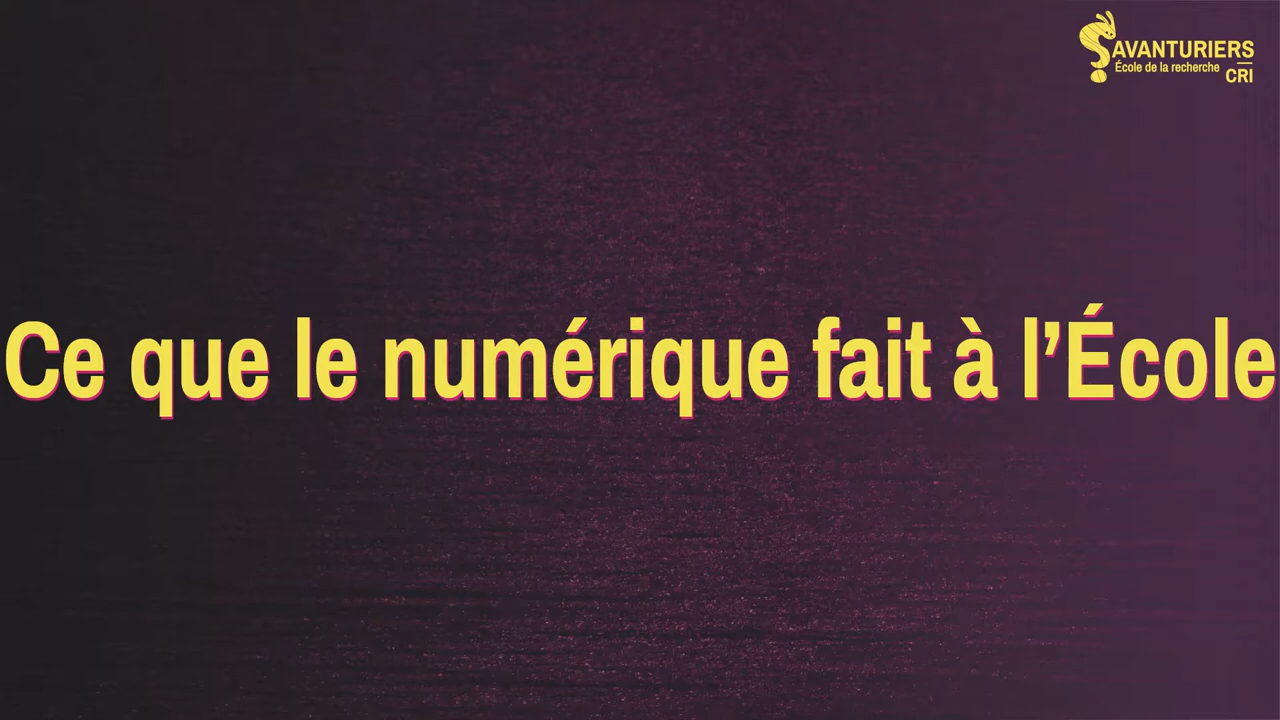 SAVANTURIERS
École de la recherche
CRI
Ce que le numérique fait à l’École